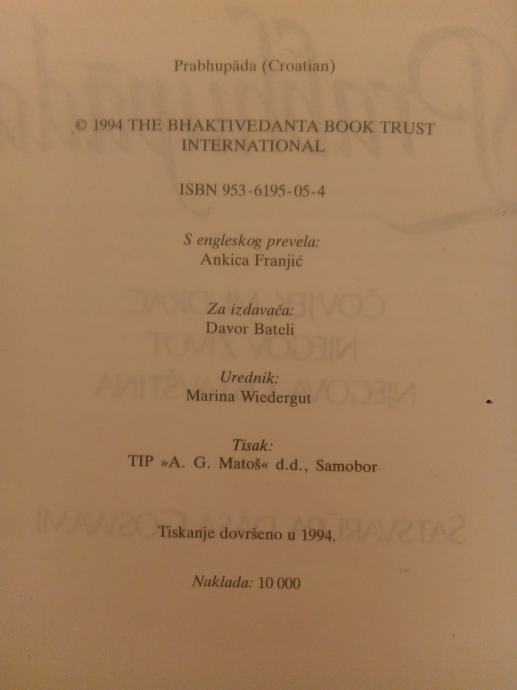 Prabhupāda (Croatian)
© 1994 THE BHAKTIVEDANTA BOOK TRUST
INTERNATIONAL
ISBN 953-6195-05-4
S engleskog prevela:
Ankica Franjić
Za izdavača:
Davor Bateli
Urednik:
Marina Wiedergut
Tisak:
TIP »A. G. Matoš« d.d., Samobor
Tiskanje dovršeno u 1994.
Naklada: 10 000